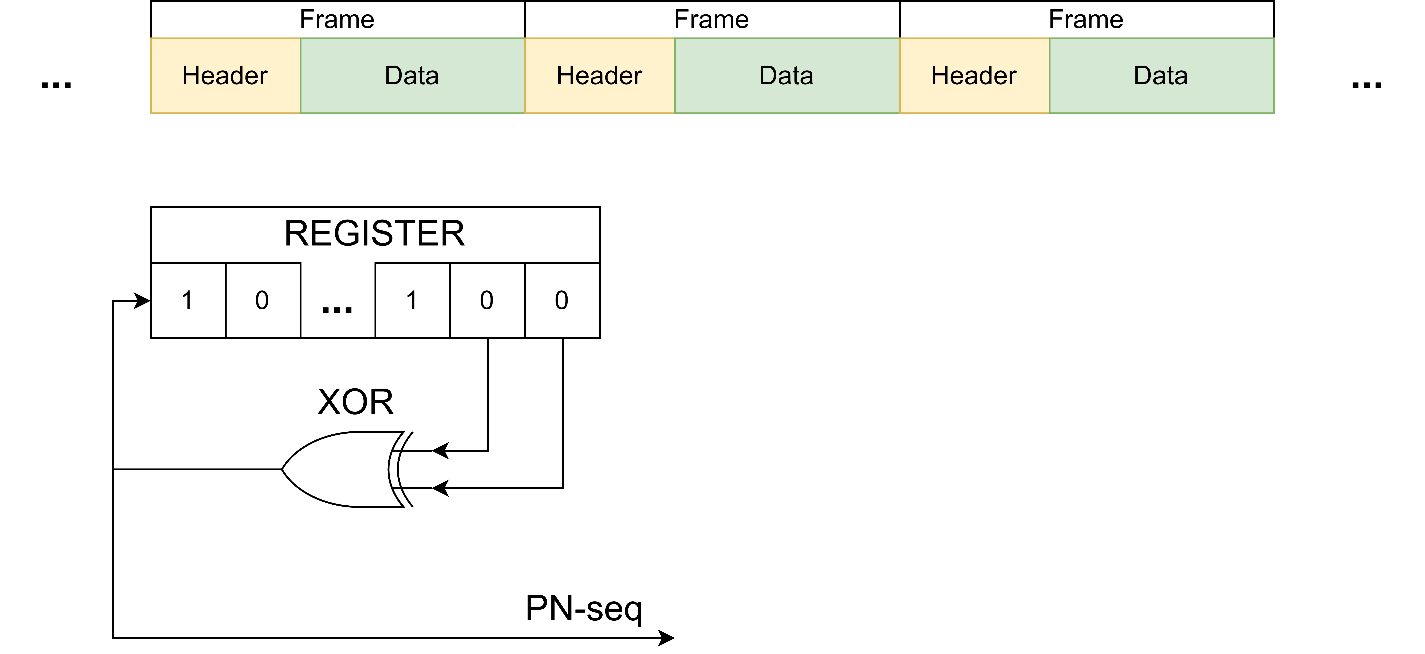 Frame Frame Frame
... Header Data Header Data Header Data ...
REGISTER
1 0 ... 1 0 0
XOR
PN-seq